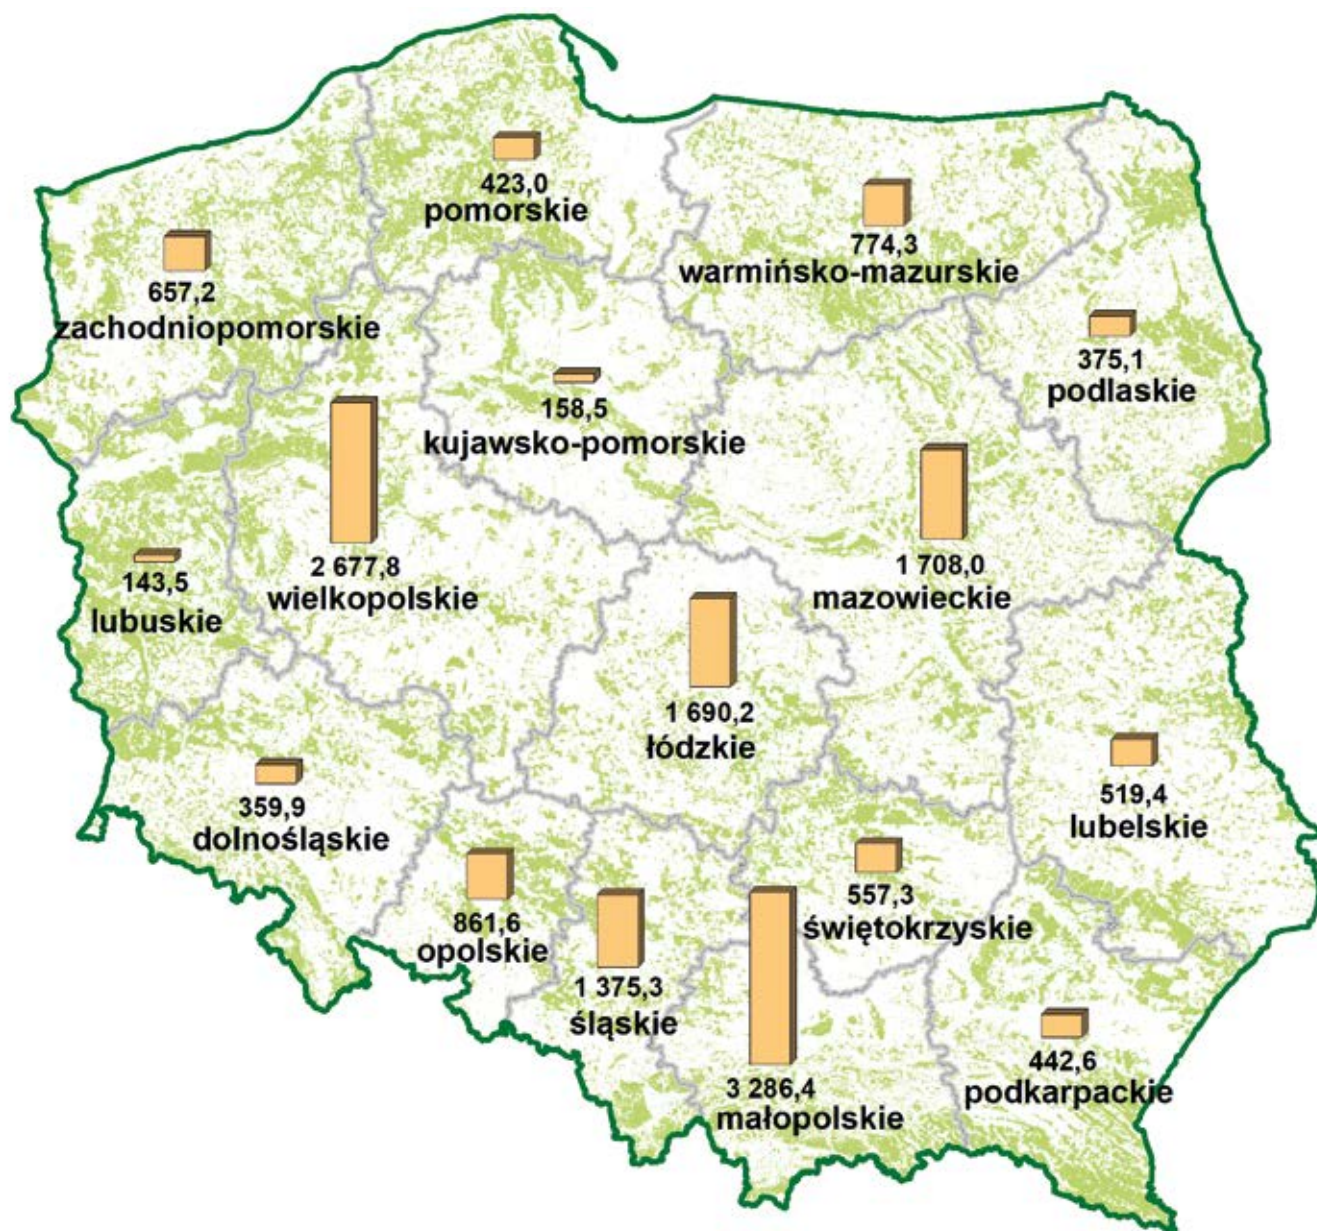 423,0
pomorskie
774,3
warmińsko-mazurskie
657,2
zachodniopomorskie
375,1
podlaskie
158,5
kujawsko-pomorskie
2 677,8
wielkopolskie
1 708,0
mazowieckie
143,5
lubuskie
1 690,2
łódzkie
519,4
lubelskie
359,9
dolnośląskie
861,6
opolskie
557,3
świętokrzyskie
1 375,3
śląskie
442,6
podkarpackie
3 286,4
małopolskie